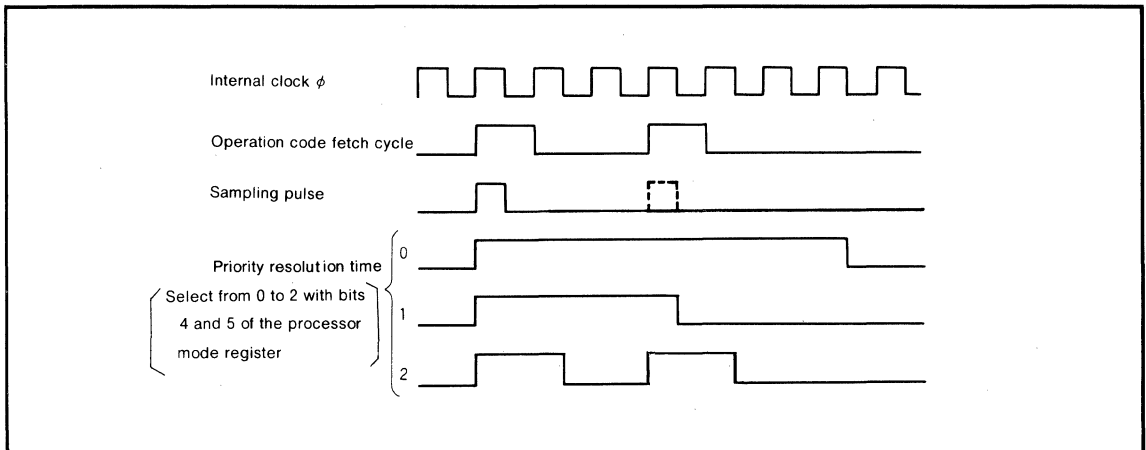 Internal clock φ
Operation code fetch cycle
Sampling pulse
Priority resolution time
0
Select from 0 to 2 with bits
4 and 5 of the processor
mode register
1
2